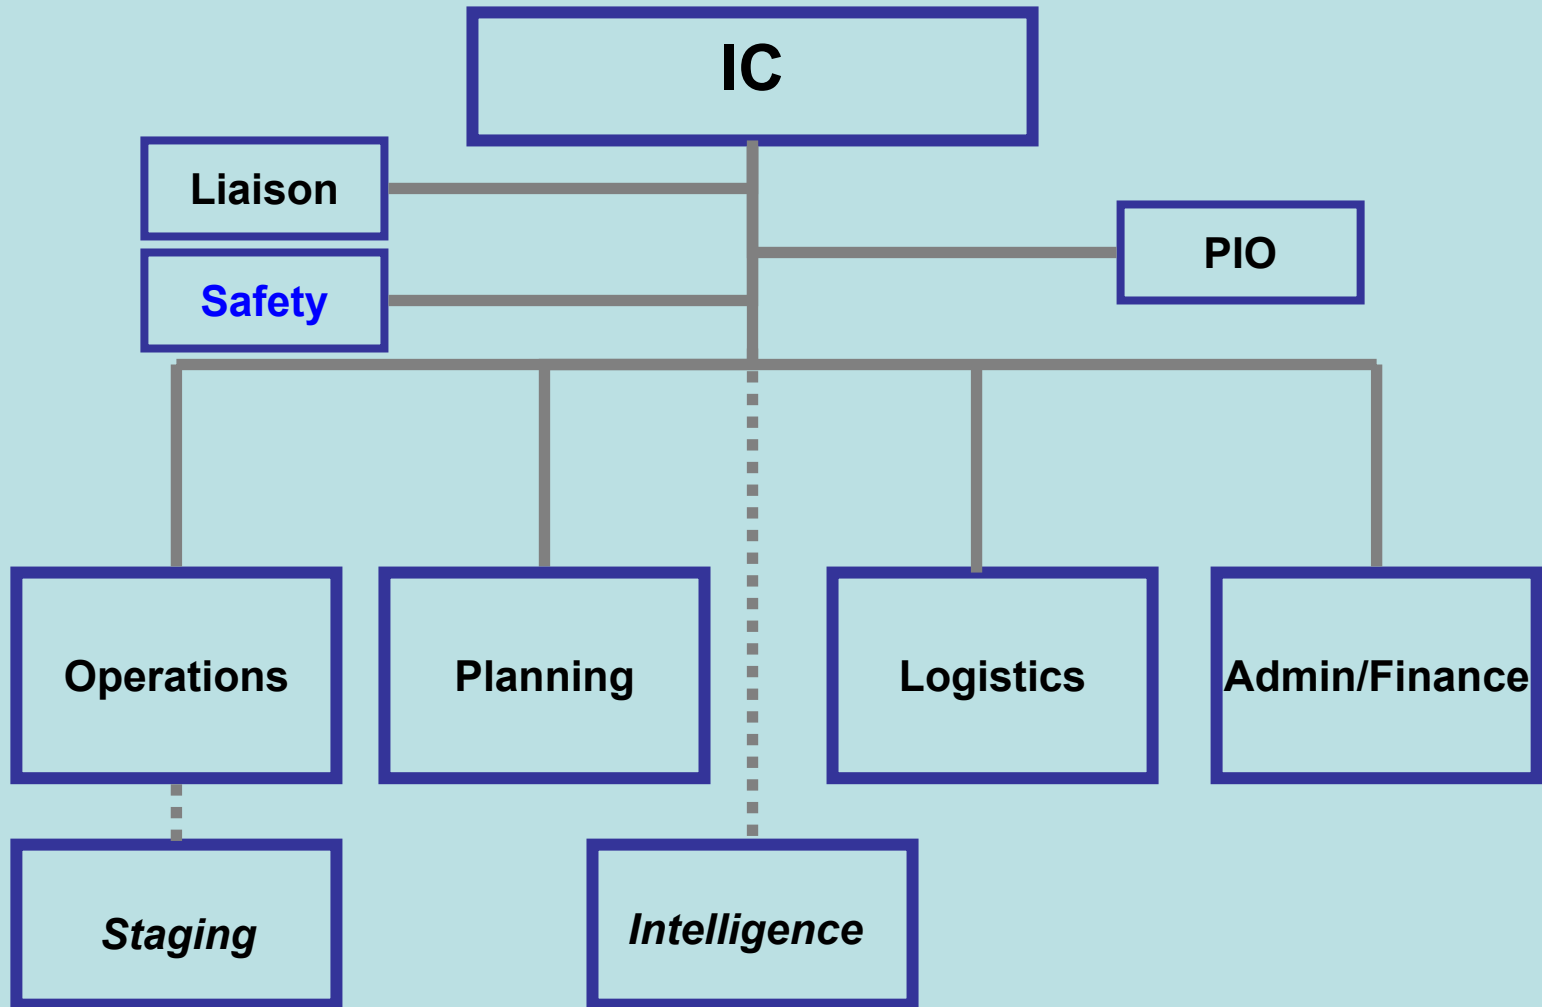 IC
Liaison
PIO
Safety
Operations
Planning
Logistics
Admin/Finance
Staging
Intelligence